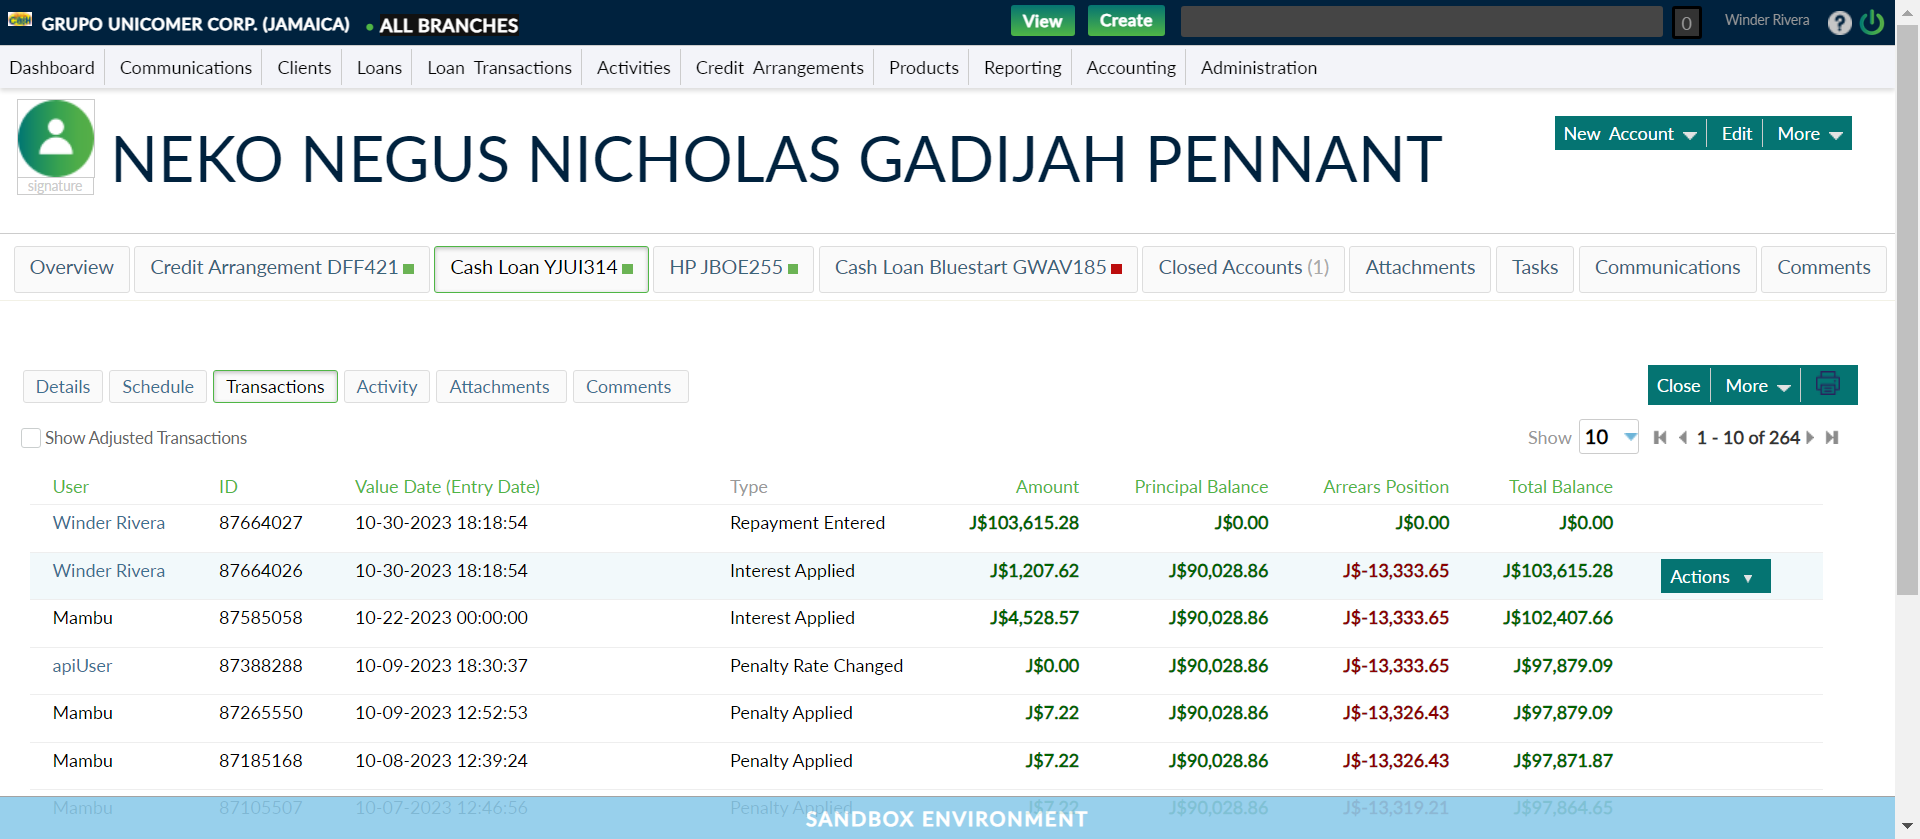 Cash GRUPO UNICOMER CORP. (JAMAICA) • ALL BRANCHES View Create 0 Winder Rivera ?
Dashboard Communications Clients Loans Loan Transactions Activities Credit Arrangements Products Reporting Accounting Administration
NEKO NEGUS NICHOLAS GADIJAH PENNANT New Account Edit More
signature
Overview Credit Arrangement DFF421 Cash Loan YJUI314 HP JBOE255 Cash Loan Bluestart GWAV185 Closed Accounts (1) Attachments Tasks Communications Comments
Details Schedule Transactions Activity Attachments Comments Close More
Show Adjusted Transactions Show 10 1 - 10 of 264
User ID Value Date (Entry Date) Type Amount Principal Balance Arrears Position Total Balance
Winder Rivera 87664027 10-30-2023 18:18:54 Repayment Entered J$103,615.28 J$0.00 J$0.00 J$0.00
Winder Rivera 87664026 10-30-2023 18:18:54 Interest Applied J$1,207.62 J$90,028.86 J$-13,333.65 J$103,615.28 Actions
Mambu 87585058 10-22-2023 00:00:00 Interest Applied J$4,528.57 J$90,028.86 J$-13,333.65 J$102,407.66
apiUser 87388288 10-09-2023 18:30:37 Penalty Rate Changed J$0.00 J$90,028.86 J$-13,333.65 J$97,879.09
Mambu 87265550 10-09-2023 12:52:53 Penalty Applied J$7.22 J$90,028.86 J$-13,326.43 J$97,879.09
Mambu 87185168 10-08-2023 12:39:24 Penalty Applied J$7.22 J$90,028.86 J$-13,326.43 J$97,871.87
Mambu 87105507 10-07-2023 12:46:56 Penalty Applied J$7.22 J$90,028.86 J$-13,319.21 J$97,864.65
SANDBOX ENVIRONMENT